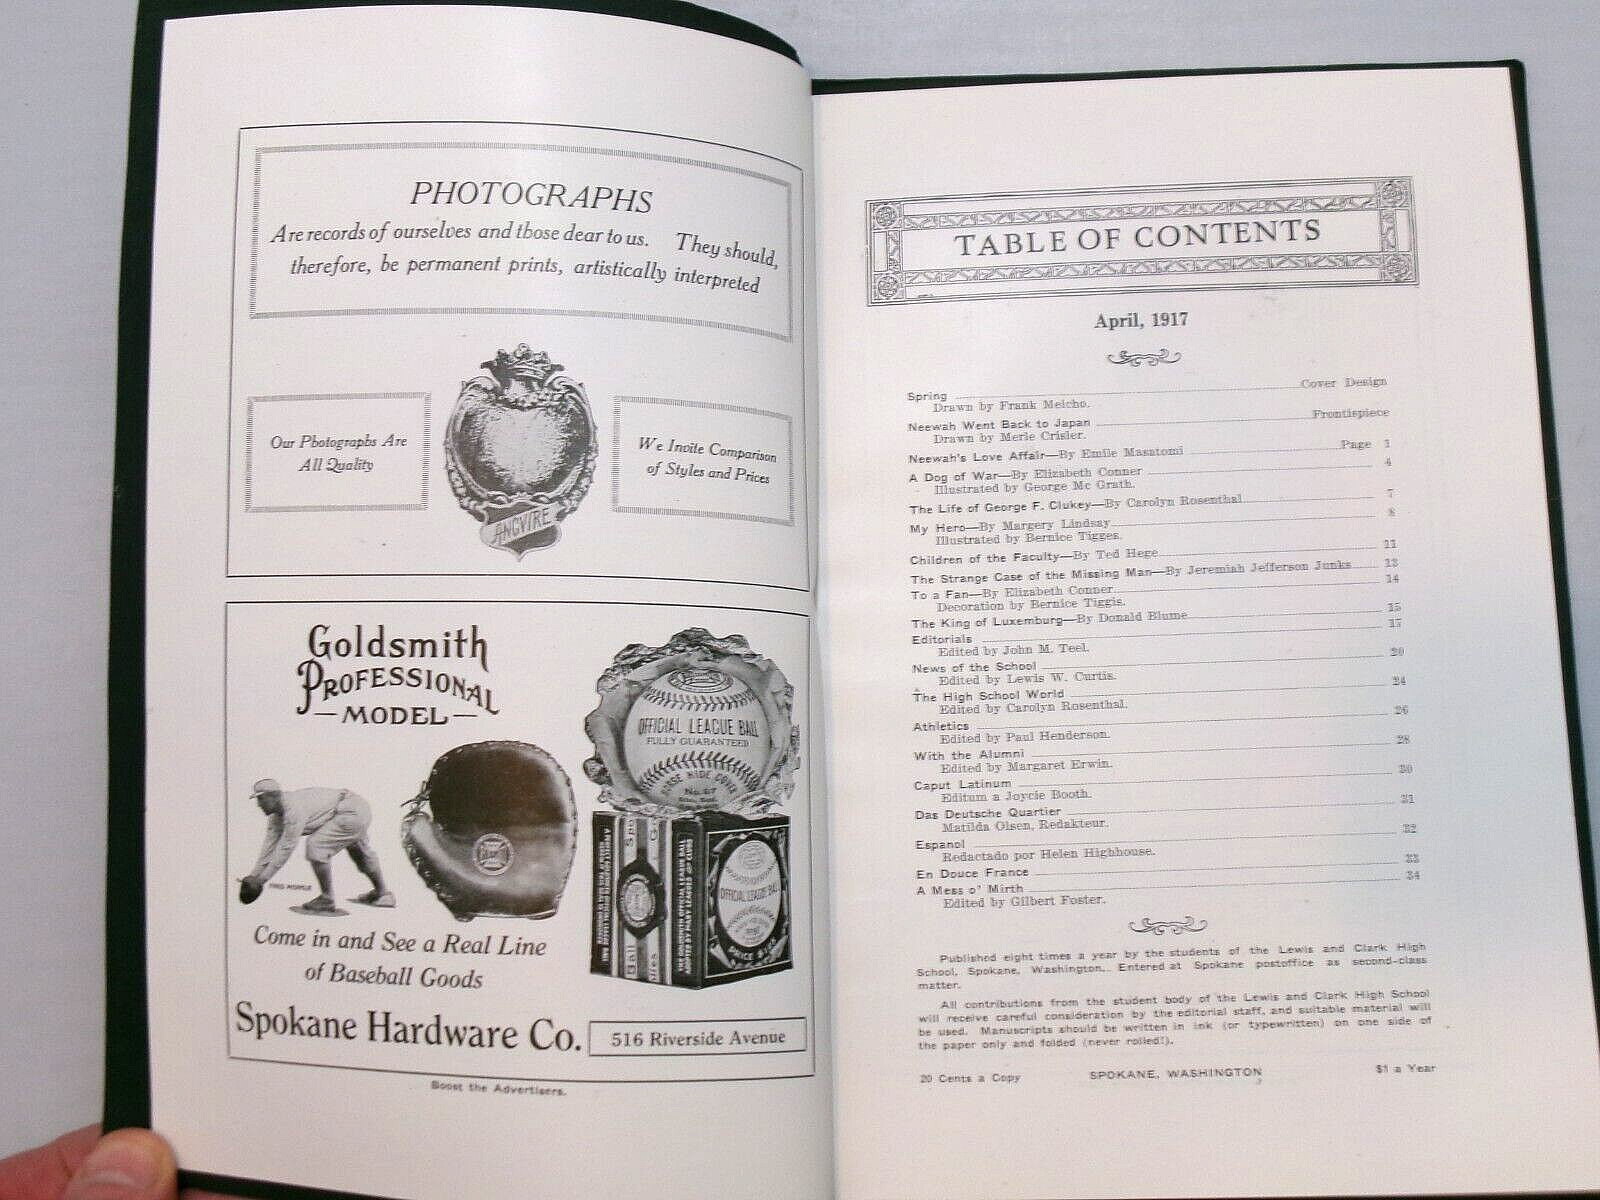 PHOTOGRAPHS
Are records of ourselves and those dear to us. They should,
therefore, be permanent prints, artistically interpreted
Our Photographs Are
All Quality
ANGVIRE
We Invite Comparison
of Styles and Prices
Goldsmith
PROFESSIONAL
—MODEL—
OFFICIAL LEAGUE BALL
FULLY GUARANTEED
HORSE HIDE COVER
No. 97
OFFICIAL LEAGUE BALL
PRICE $1.00
Come in and See a Real Line
of Baseball Goods
Spokane Hardware Co.
516 Riverside Avenue
Boost the Advertisers.
TABLE OF CONTENTS
April, 1917
Spring Cover Design
Drawn by Frank Meicho.
Neewah Went Back to Japan Frontispiece
Drawn by Merle Crisler.
Neewah's Love Affair—By Emile Masatomi Page 1
A Dog of War—By Elizabeth Conner 4
Illustrated by George Mc Grath.
The Life of George F. Clukey—By Carolyn Rosenthal 7
My Hero—By Margery Lindsay 8
Illustrated by Bernice Tigges.
Children of the Faculty—By Ted Hege 11
The Strange Case of the Missing Man—By Jeremiah Jefferson Junks 13
To a Fan—By Elizabeth Conner 14
Decoration by Bernice Tiggis.
The King of Luxemburg—By Donald Blume 15
Editorials 17
Edited by John M. Teel.
News of the School 20
Edited by Lewis W. Curtis.
The High School World 24
Edited by Carolyn Rosenthal.
Athletics 26
Edited by Paul Henderson.
With the Alumni 28
Edited by Margaret Erwin.
Caput Latinum 30
Editum a Joycie Booth.
Das Deutsche Quartier 31
Matilda Olsen, Redakteur.
Espanol 32
Redactado por Helen Highhouse.
En Douce France 33
A Mess o' Mirth 34
Edited by Gilbert Foster.
Published eight times a year by the students of the Lewis and Clark High
School, Spokane, Washington. Entered at Spokane postoffice as second-class
matter.
All contributions from the student body of the Lewis and Clark High School
will receive careful consideration by the editorial staff, and suitable material will
be used. Manuscripts should be written in ink (or typewritten) on one side of
the paper only and folded (never rolled!).
20 Cents a Copy SPOKANE, WASHINGTON $1 a Year